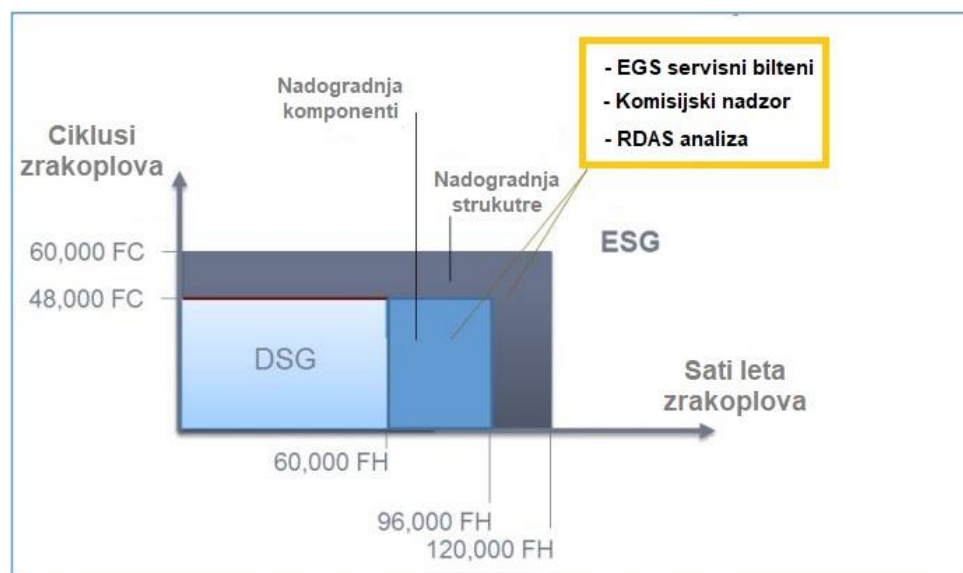 - EGS servisni bilteni
- Komisijski nadzor
- RDAS analiza
Nadogradnja
komponenti
Ciklusi
zrakoplova
Nadogradnja
strukutre
ESG
60,000 FC
48,000 FC
DSG
Sati leta
zrakoplova
60,000 FH
96,000 FH
120,000 FH